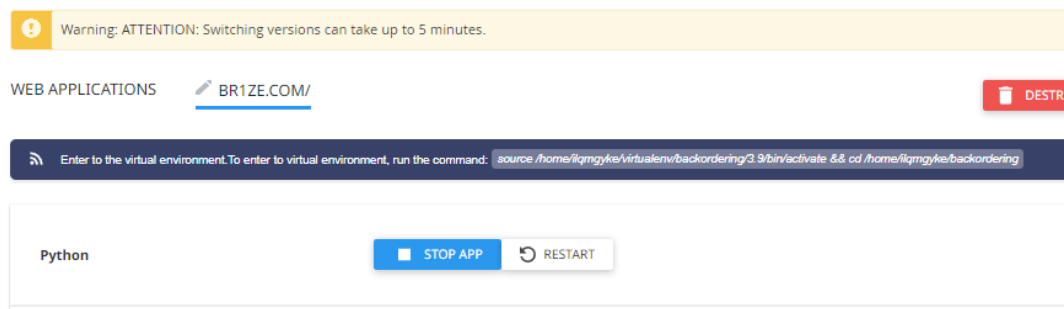 Warning: ATTENTION: Switching versions can take up to 5 minutes.
WEB APPLICATIONS BR1ZE.COM/ DESTR
Enter to the virtual environment.To enter to virtual environment, run the command: source /home/ilqmgyke/virtualenv/backordering/3.9/bin/activate && cd /home/ilqmgyke/backordering
Python STOP APP RESTART